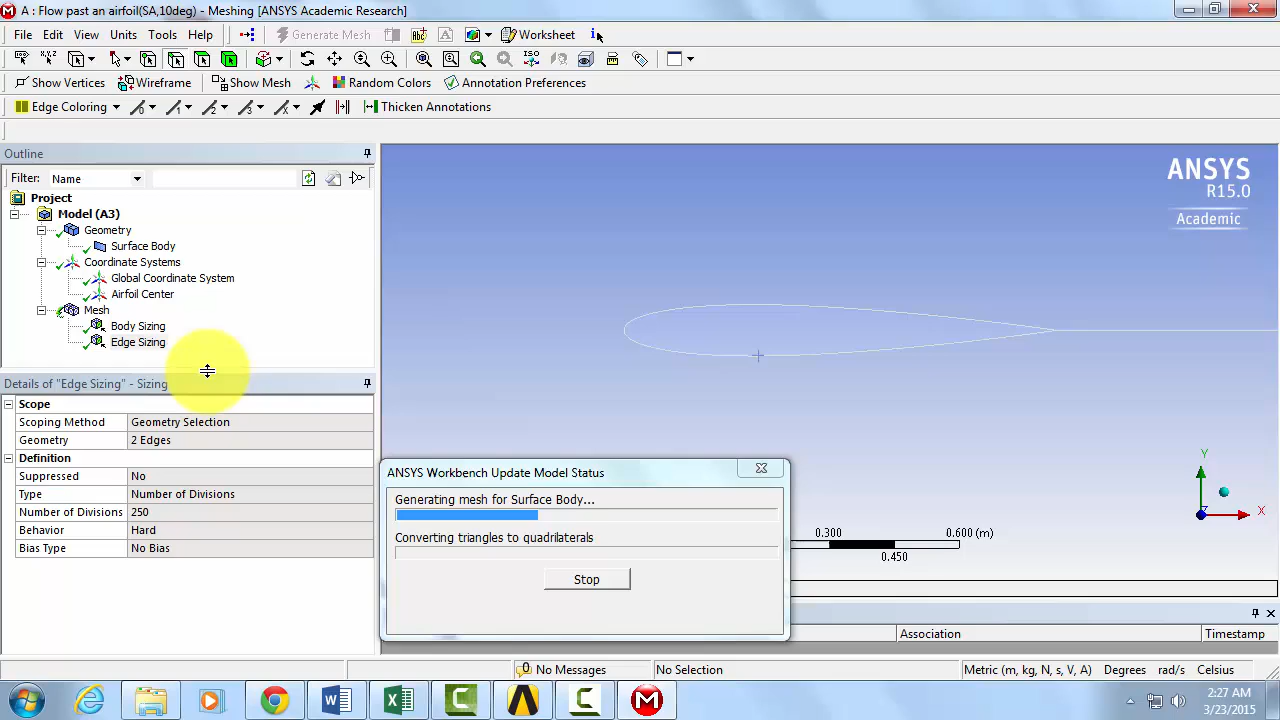 A : Flow past an airfoil(SA,10deg) - Meshing [ANSYS Academic Research]
File Edit View Units Tools Help Generate Mesh A Worksheet i
Show Vertices Wireframe Show Mesh Random Colors Annotation Preferences
Edge Coloring Thicken Annotations
Outline
Filter: Name
Project
Model (A3)
Geometry
Surface Body
Coordinate Systems
Global Coordinate System
Airfoil Center
Mesh
Body Sizing
Edge Sizing
Details of "Edge Sizing" - Sizing
Scope
Scoping Method Geometry Selection
Geometry 2 Edges
Definition
Suppressed No
Type Number of Divisions
Number of Divisions 250
Behavior Hard
Bias Type No Bias
ANSYS
R15.0
Academic
Y
X
0.300 0.600 (m)
0.450
ANSYS Workbench Update Model Status
Generating mesh for Surface Body...
Converting triangles to quadrilaterals
Stop
Association Timestamp
0 No Messages No Selection Metric (m, kg, N, s, V, A) Degrees rad/s Celsius
2:27 AM
3/23/2015